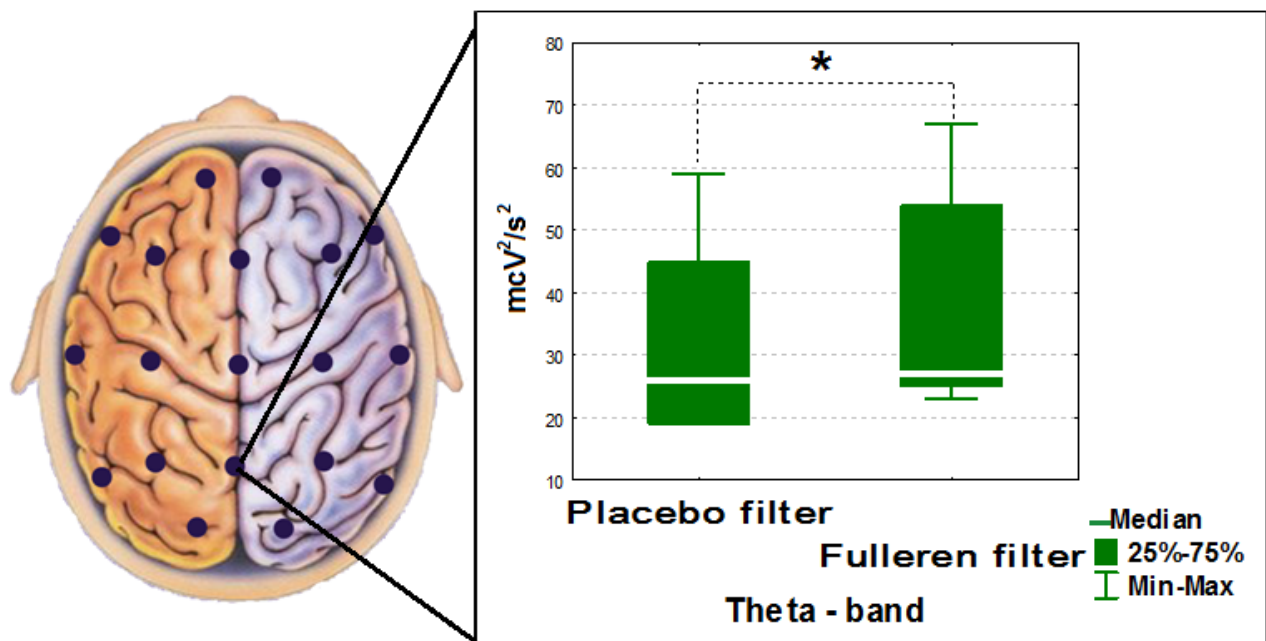 80
*
70
60
50
40
30
20
10
mcV²/s²
Placebo filter
Fulleren filter
Theta - band
Median
25%-75%
Min-Max